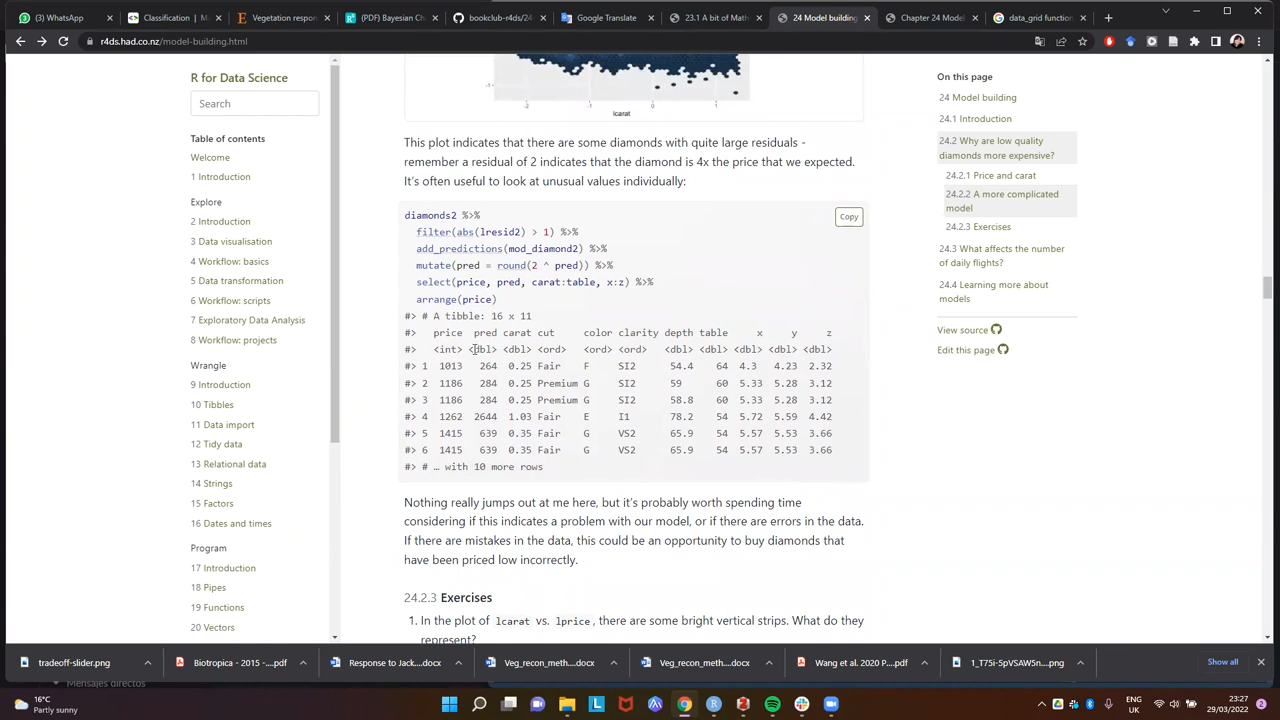 WhatsApp
Classification | M
Vegetation respon
(PDF) Bayesian Ch
bookclub-r4ds/24
Google Translate
23.1 A bit of Math
24 Model building
Chapter 24 Model
data_grid function
r4ds.had.co.nz/model-building.html
R for Data Science
Search
Table of contents
Welcome
1 Introduction
Explore
2 Introduction
3 Data visualisation
4 Workflow: basics
5 Data transformation
6 Workflow: scripts
7 Exploratory Data Analysis
8 Workflow: projects
Wrangle
9 Introduction
10 Tibbles
11 Data import
12 Tidy data
13 Relational data
14 Strings
15 Factors
16 Dates and times
Program
17 Introduction
18 Pipes
19 Functions
20 Vectors
-1
-2 -1 0 1
lcarat
This plot indicates that there are some diamonds with quite large residuals -
remember a residual of 2 indicates that the diamond is 4x the price that we expected.
It's often useful to look at unusual values individually:
Copy
diamonds2 %>%
filter(abs(lresid2) > 1) %>%
add_predictions(mod_diamond2) %>%
mutate(pred = round(2 ^ pred)) %>%
select(price, pred, carat:table, x:z) %>%
arrange(price)
#> # A tibble: 16 x 11
#> price pred carat cut color clarity depth table x y z
#> <int> <dbl> <dbl> <ord> <ord> <ord> <dbl> <dbl> <dbl> <dbl> <dbl>
#> 1 1013 264 0.25 Fair F SI2 54.4 64 4.3 4.23 2.32
#> 2 1186 284 0.25 Premium G SI2 59 60 5.33 5.28 3.12
#> 3 1186 284 0.25 Premium G SI2 58.8 60 5.33 5.28 3.12
#> 4 1262 2644 1.03 Fair E I1 78.2 54 5.72 5.59 4.42
#> 5 1415 639 0.35 Fair G VS2 65.9 54 5.57 5.53 3.66
#> 6 1415 639 0.35 Fair G VS2 65.9 54 5.57 5.53 3.66
#> # … with 10 more rows
Nothing really jumps out at me here, but it's probably worth spending time
considering if this indicates a problem with our model, or if there are errors in the data.
If there are mistakes in the data, this could be an opportunity to buy diamonds that
have been priced low incorrectly.
24.2.3 Exercises
1. In the plot of lcarat vs. lprice, there are some bright vertical strips. What do they
represent?
On this page
24 Model building
24.1 Introduction
24.2 Why are low quality
diamonds more expensive?
24.2.1 Price and carat
24.2.2 A more complicated
model
24.2.3 Exercises
24.3 What affects the number
of daily flights?
24.4 Learning more about
models
View source
Edit this page
tradeoff-slider.png
Biotropica - 2015 -....pdf
Response to Jack....docx
Veg_recon_meth....docx
Veg_recon_meth....docx
Wang et al. 2020 P....pdf
1_T75i-5pVSAW5n....png
Show all
Mensajes directos
16°C
Partly sunny
ENG
UK
23:27
29/03/2022